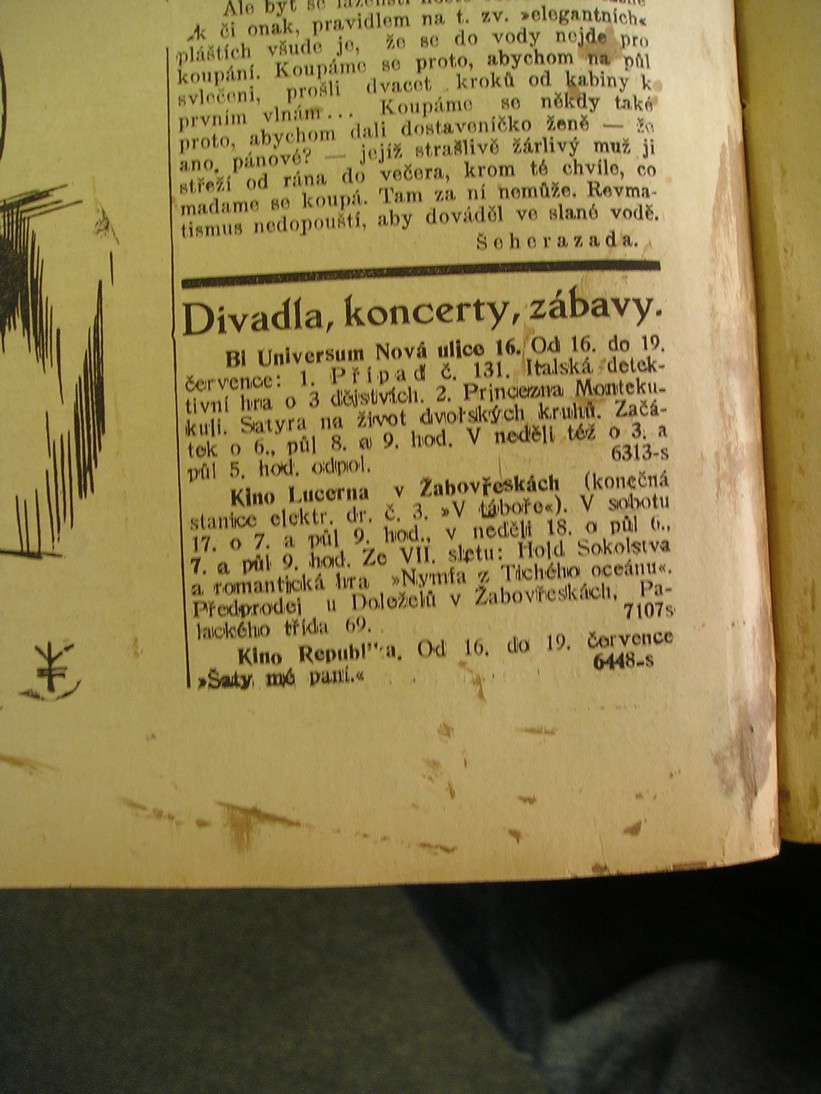 Ale být se
A či onak, pravidlem na t. zv. »elegantních«
pláštích všude je, že se do vody nejde pro
koupání. Koupáme se proto, abychom na půl
svlečeni, prošli dvacet kroků od kabiny k
prvním vlnám... Koupáme se někdy také
proto, abychom dali dostaveníčko ženě — že
ano, pánové? — jejíž strašlivě žárlivý muž ji
střeží od rána do večera, krom té chvíle, co
madame se koupá. Tam za ní nemůže. Revma-
tismus nedopouští, aby dováděl ve slané vodě.
Šeherazada.
Divadla, koncerty, zábavy.
Bi Universum Nová ulice 16. Od 16. do 19.
července: 1. Případ č. 131. Italská detek-
tivní hra o 3 dějstvích. 2. Princezna Monteku-
kuli. Satyra na život dvořských kruhů. Začá-
tek o 6., půl 8. a 9. hod. V neděli též o 3. a
půl 5. hod. odpol. 6313-s
Kino Lucerna v Žabovřeskách (konečná
stanice elektr. dr. č. 3. »V táboře«). V sobotu
17. o 7. a půl 9. hod., v neděli 18. o půl 6.,
7. a půl 9. hod. Ze VII. sletu: Hold Sokolstva
a romantická hra »Nymfa z Tichého oceánu«.
Předprodej u Doležělů v Žabovřeskách, Pa-
lackého třída 69. 7107s
Kino Republika. Od 16. do 19. července
»Šaty mé paní.« 6448-s